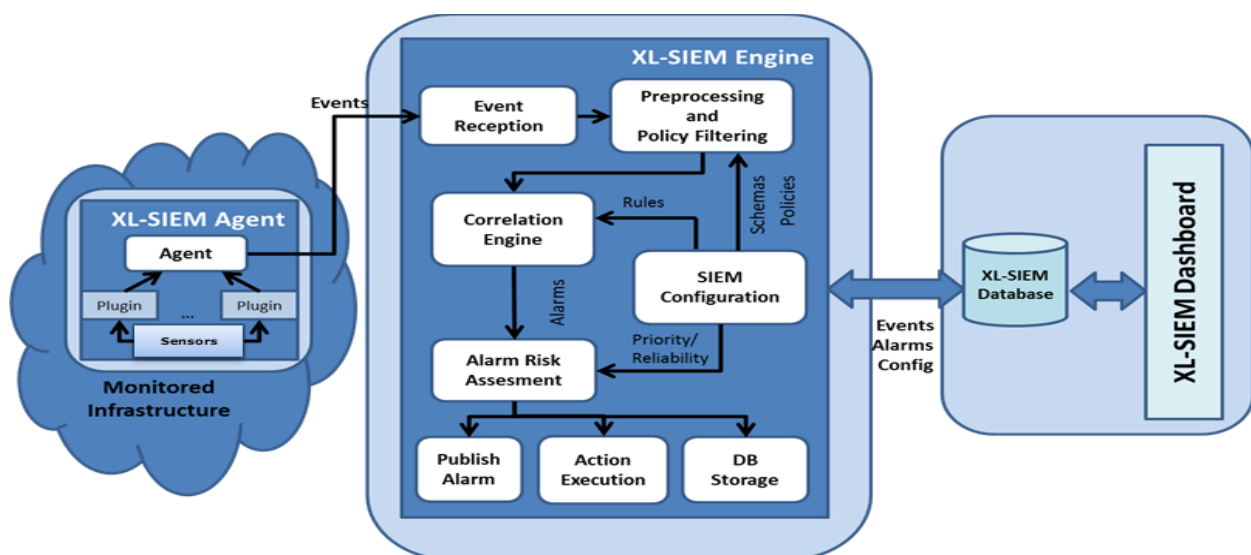 XL-SIEM Agent
Agent
Plugin
...
Plugin
Sensors
Monitored
Infrastructure
Events
XL-SIEM Engine
Event
Reception
Preprocessing
and
Policy Filtering
Correlation
Engine
Rules
Schemas
Policies
SIEM
Configuration
Alarms
Priority/
Reliability
Alarm Risk
Assesment
Publish
Alarm
Action
Execution
DB
Storage
Events
Alarms
Config
XL-SIEM
Database
XL-SIEM Dashboard